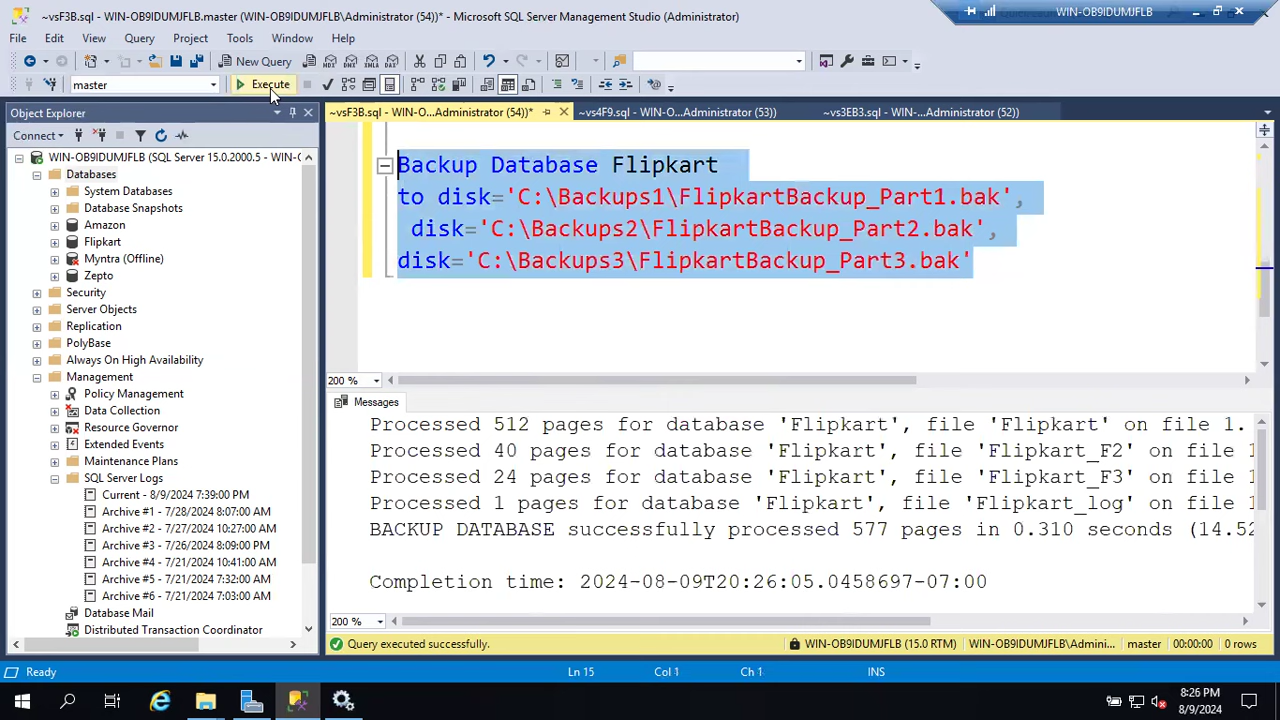 ~vsF3B.sql - WIN-OB9IDUMJFLB.master (WIN-OB9IDUMJFLB\Administrator (54))* - Microsoft SQL Server Management Studio (Administrator)
WIN-OB9IDUMJFLB
File Edit View Query Project Tools Window Help
New Query
master Execute
Object Explorer
~vsF3B.sql - WIN-O...Administrator (54))* ~vs4F9.sql - WIN-O...Administrator (53)) ~vs3EB3.sql - WIN-...Administrator (52))
Connect
WIN-OB9IDUMJFLB (SQL Server 15.0.2000.5 - WIN-C
Databases
System Databases
Database Snapshots
Amazon
Flipkart
Myntra (Offline)
Zepto
Security
Server Objects
Replication
PolyBase
Always On High Availability
Management
Policy Management
Data Collection
Resource Governor
Extended Events
Maintenance Plans
SQL Server Logs
Current - 8/9/2024 7:39:00 PM
Archive #1 - 7/28/2024 8:07:00 AM
Archive #2 - 7/27/2024 10:27:00 AM
Archive #3 - 7/26/2024 8:09:00 PM
Archive #4 - 7/21/2024 10:41:00 AM
Archive #5 - 7/21/2024 7:32:00 AM
Archive #6 - 7/21/2024 7:03:00 AM
Database Mail
Distributed Transaction Coordinator
Backup Database Flipkart
to disk='C:\Backups1\FlipkartBackup_Part1.bak',
disk='C:\Backups2\FlipkartBackup_Part2.bak',
disk='C:\Backups3\FlipkartBackup_Part3.bak'
200 %
Messages
Processed 512 pages for database 'Flipkart', file 'Flipkart' on file 1.
Processed 40 pages for database 'Flipkart', file 'Flipkart_F2' on file 1
Processed 24 pages for database 'Flipkart', file 'Flipkart_F3' on file 1
Processed 1 pages for database 'Flipkart', file 'Flipkart_log' on file 1
BACKUP DATABASE successfully processed 577 pages in 0.310 seconds (14.52
Completion time: 2024-08-09T20:26:05.0458697-07:00
200 %
Query executed successfully. WIN-OB9IDUMJFLB (15.0 RTM) WIN-OB9IDUMJFLB\Admini... master 00:00:00 0 rows
Ready Ln 15 Col 1 Ch 1 INS
8:26 PM
8/9/2024